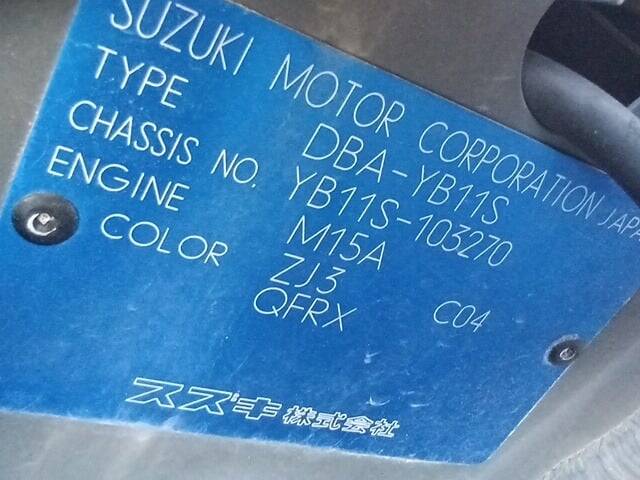 SUZUKI MOTOR CORPORATION JAPAN
TYPE DBA-YB11S
CHASSIS NO. YB11S-103270
ENGINE M15A
COLOR ZJ3 C04
QFRX
スズキ株式会社